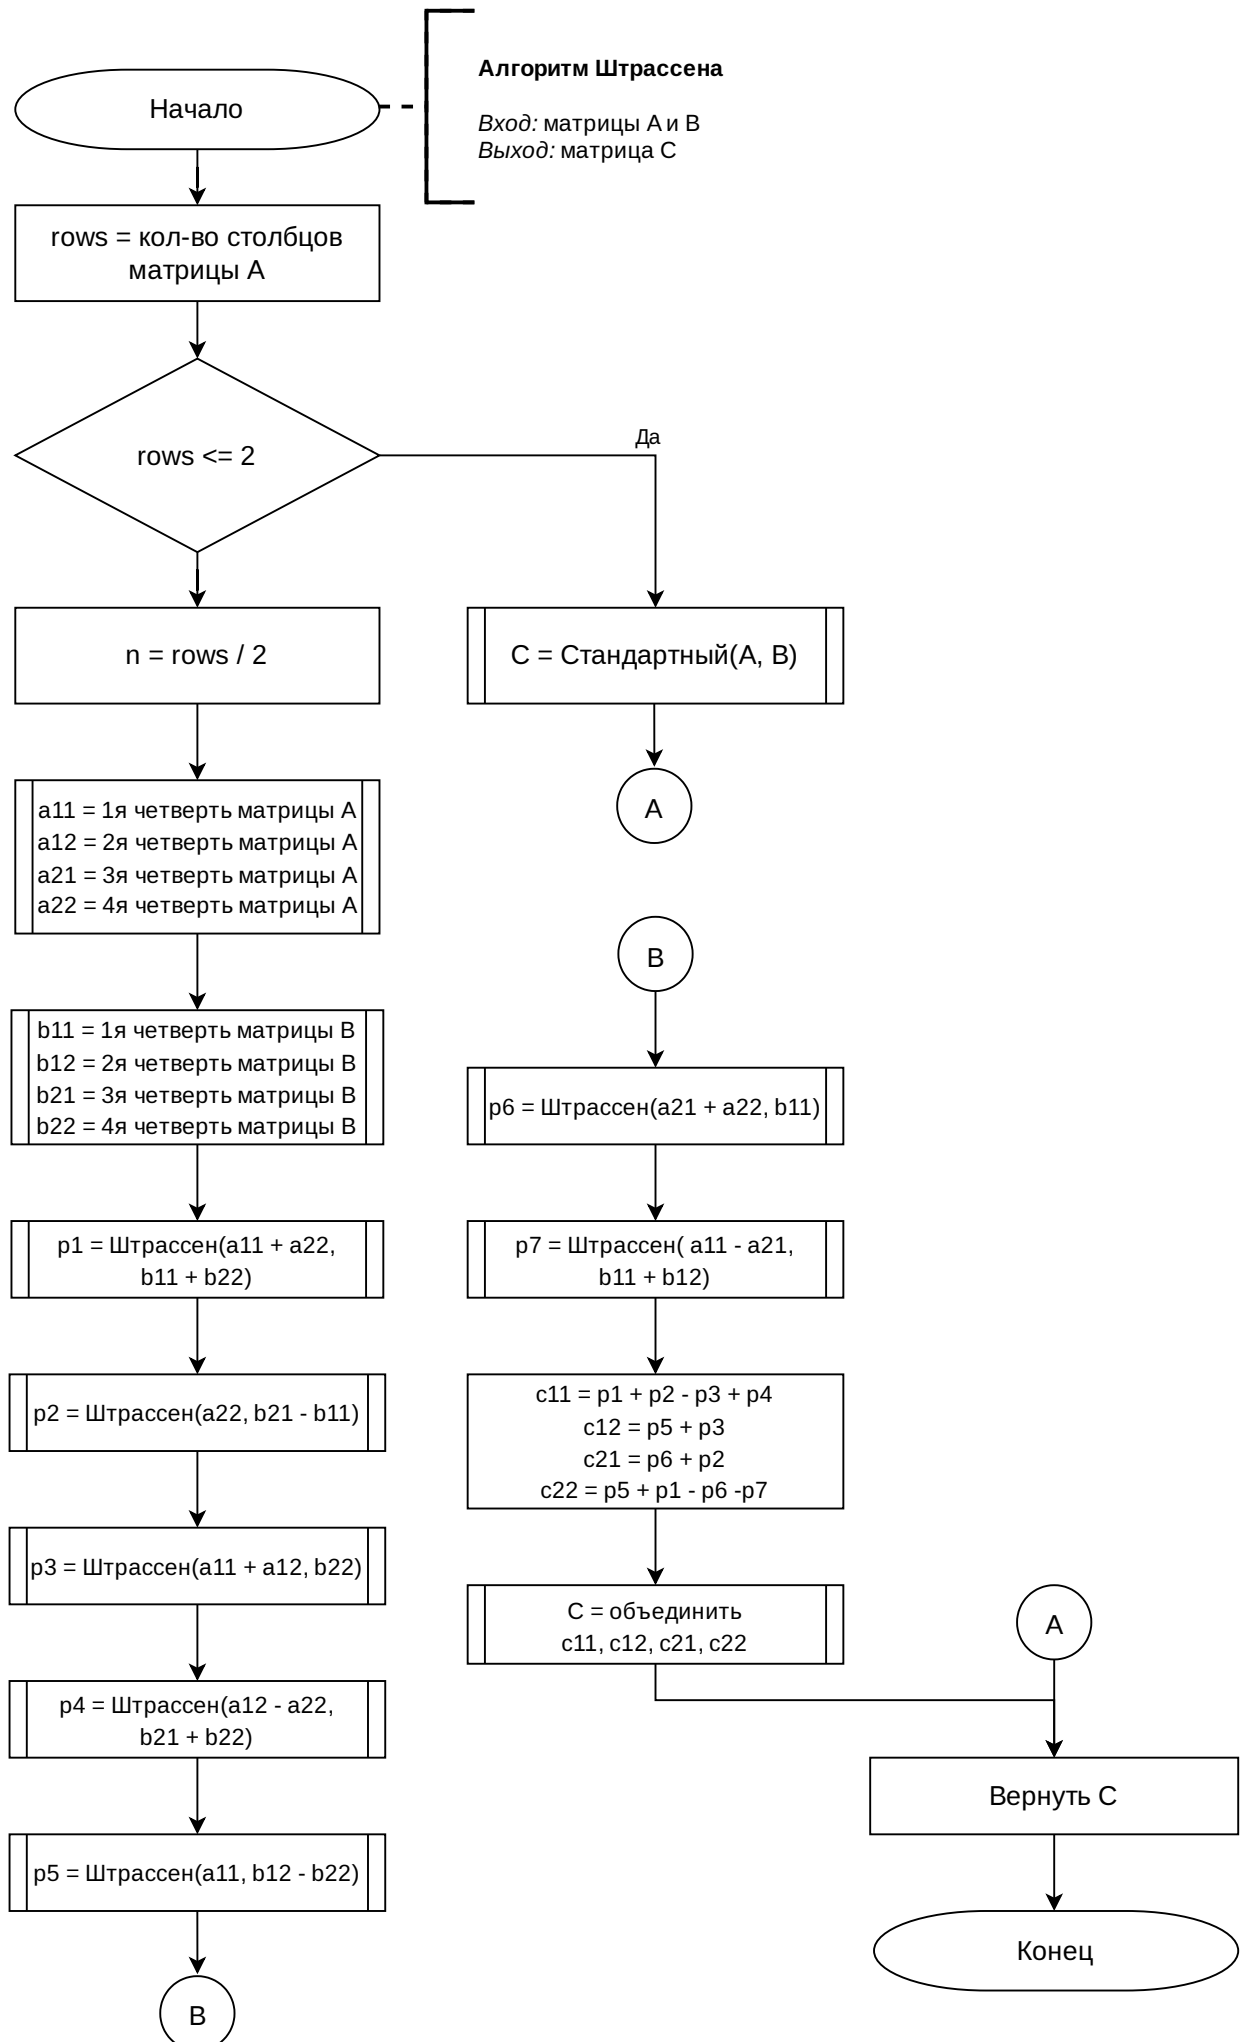 Начало
Алгоритм Штрассена
Вход: матрицы A и B
Выход: матрица C
rows = кол-во столбцов
матрицы A
rows <= 2
Да
n = rows / 2
C = Стандартный(A, B)
A
a11 = 1я четверть матрицы A
a12 = 2я четверть матрицы A
a21 = 3я четверть матрицы A
a22 = 4я четверть матрицы A
b11 = 1я четверть матрицы B
b12 = 2я четверть матрицы B
b21 = 3я четверть матрицы B
b22 = 4я четверть матрицы B
p1 = Штрассен(a11 + a22,
b11 + b22)
p2 = Штрассен(a22, b21 - b11)
p3 = Штрассен(a11 + a12, b22)
p4 = Штрассен(a12 - a22,
b21 + b22)
p5 = Штрассен(a11, b12 - b22)
B
B
p6 = Штрассен(a21 + a22, b11)
p7 = Штрассен( a11 - a21,
b11 + b12)
c11 = p1 + p2 - p3 + p4
c12 = p5 + p3
c21 = p6 + p2
c22 = p5 + p1 - p6 -p7
C = объединить
c11, c12, c21, c22
A
Вернуть C
Конец